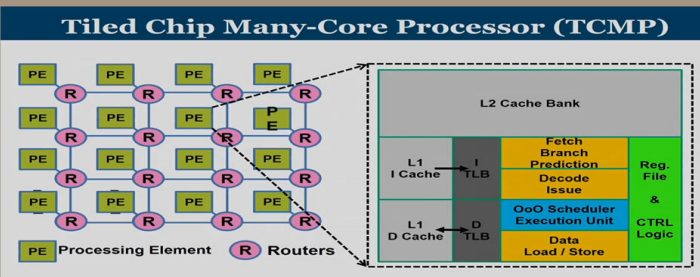 Tiled Chip Many-Core Processor (TCMP)
PE PE PE PE
R R R R
PE PE PE P
E
R R R R
PE PE PE PE
R R R R
PE PE PE PE
R R R R
PE Processing Element R Routers
L2 Cache Bank
L1
I Cache
I
TLB
Fetch
Branch
Prediction
Decode
Issue
L1
D Cache
D
TLB
OoO Scheduler
Execution Unit
Data
Load / Store
Reg.
File
&
CTRL
Logic